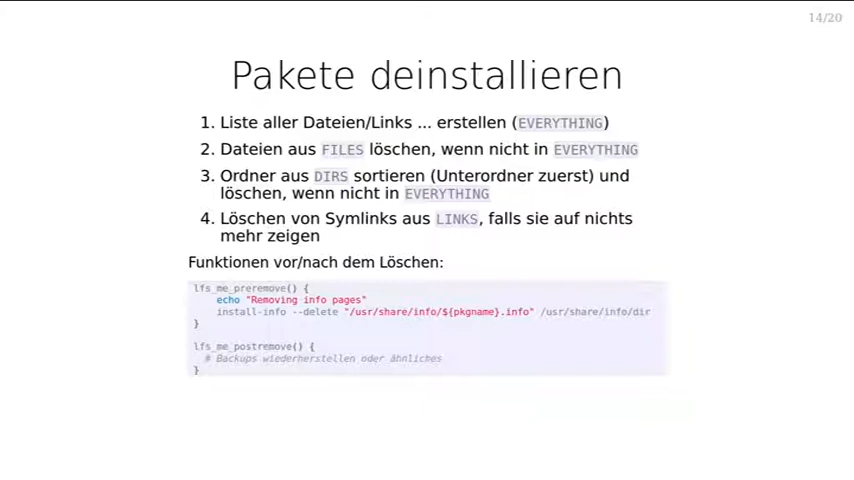 14/20
Pakete deinstallieren
1. Liste aller Dateien/Links ... erstellen (EVERYTHING)
2. Dateien aus FILES löschen, wenn nicht in EVERYTHING
3. Ordner aus DIRS sortieren (Unterordner zuerst) und
löschen, wenn nicht in EVERYTHING
4. Löschen von Symlinks aus LINKS, falls sie auf nichts
mehr zeigen
Funktionen vor/nach dem Löschen:
lfs_me_preremove() {
    echo "Removing info pages"
    install-info --delete "/usr/share/info/${pkgname}.info" /usr/share/info/dir
}
lfs_me_postremove() {
  # Backups wiederherstellen oder ähnliches
}